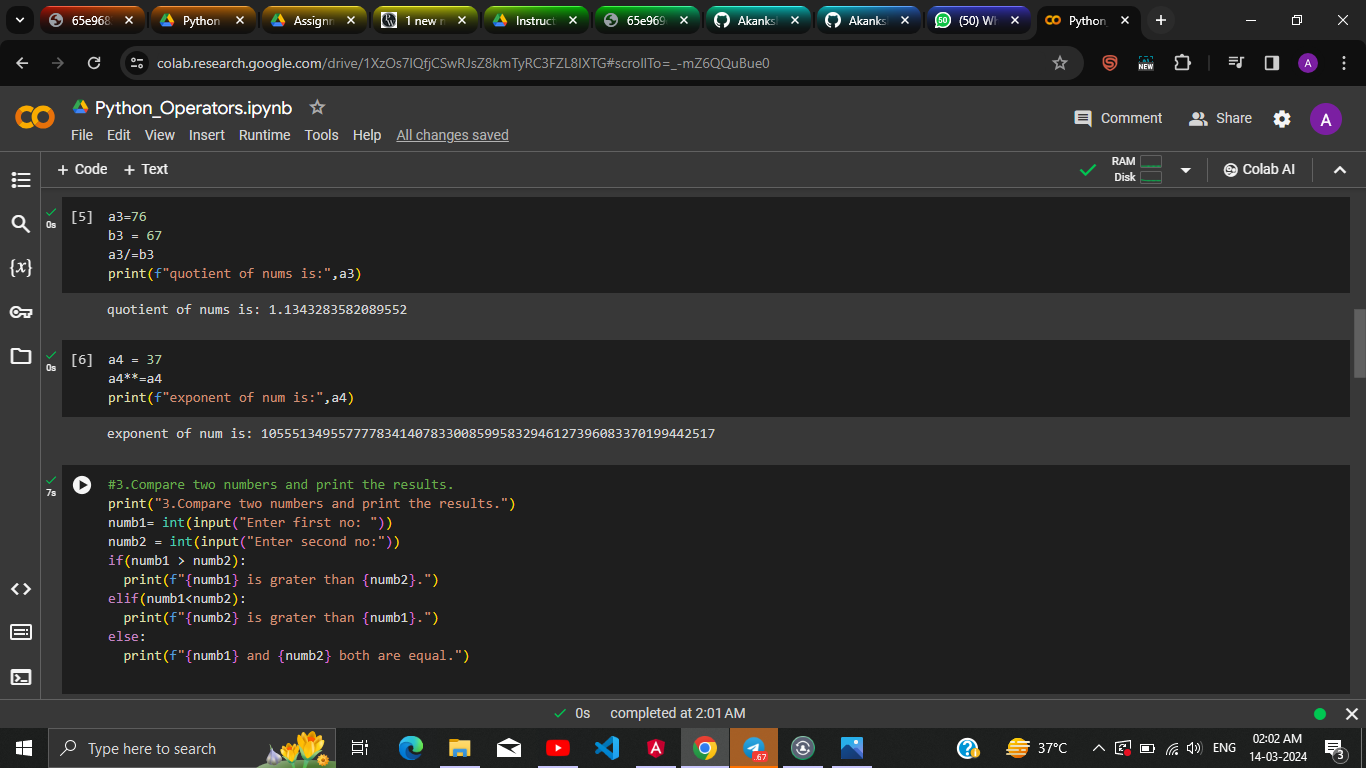 65e968
Python
Assignn
1 new n
Instruct
65e969
Akanks
Akanks
(50) Wh
Python_
colab.research.google.com/drive/1XzOs7IQfjCSwRJsZ8kmTyRC3FZL8IXTG#scrollTo=_-mZ6QQuBue0
NEW
A
Python_Operators.ipynb
File Edit View Insert Runtime Tools Help All changes saved
Comment Share A
+ Code + Text
RAM
Disk
Colab AI
0s
[5] a3=76
b3 = 67
a3/=b3
print(f"quotient of nums is:",a3)
quotient of nums is: 1.1343283582089552
0s
[6] a4 = 37
a4**=a4
print(f"exponent of num is:",a4)
exponent of num is: 10555134955777783414078330085995832946127396083370199442517
7s
#3.Compare two numbers and print the results.
print("3.Compare two numbers and print the results.")
numb1= int(input("Enter first no: "))
numb2 = int(input("Enter second no:"))
if(numb1 > numb2):
print(f"{numb1} is grater than {numb2}.")
elif(numb1<numb2):
print(f"{numb2} is grater than {numb1}.")
else:
print(f"{numb1} and {numb2} both are equal.")
0s completed at 2:01 AM
Type here to search
.67
37°C
ENG
02:02 AM
14-03-2024
3